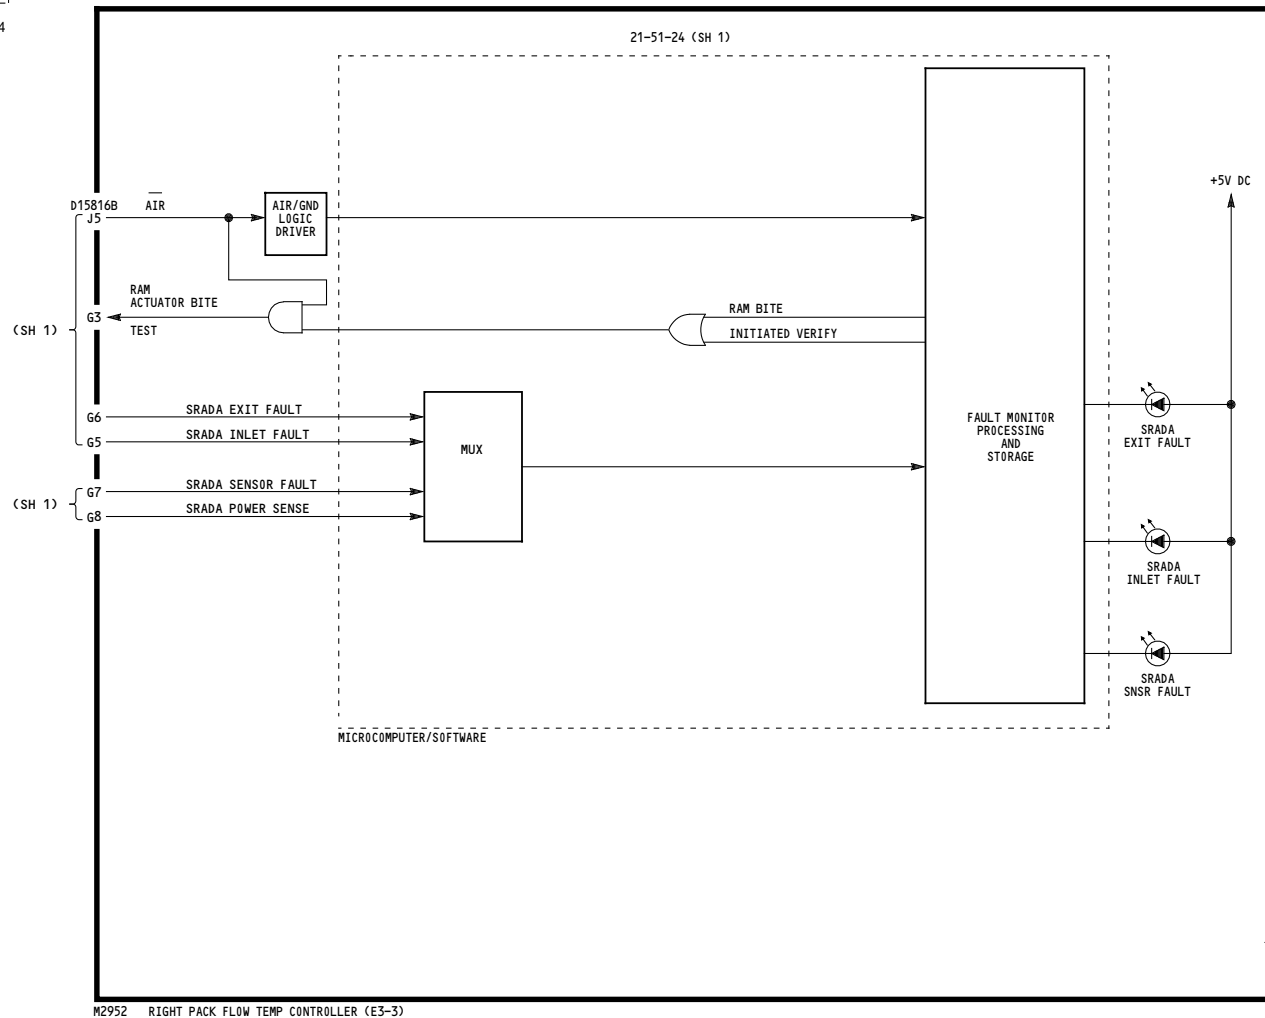 4
21-51-24 (SH 1)
+5V DC
D15816B
AIR
J5
AIR/GND
LOGIC
DRIVER
RAM
ACTUATOR BITE
G3
TEST
(SH 1)
RAM BITE
INITIATED VERIFY
G6
SRADA EXIT FAULT
G5
SRADA INLET FAULT
MUX
FAULT MONITOR
PROCESSING
AND
STORAGE
SRADA
EXIT FAULT
G7
SRADA SENSOR FAULT
(SH 1)
G8
SRADA POWER SENSE
SRADA
INLET FAULT
SRADA
SNSR FAULT
MICROCOMPUTER/SOFTWARE
M2952 RIGHT PACK FLOW TEMP CONTROLLER (E3-3)